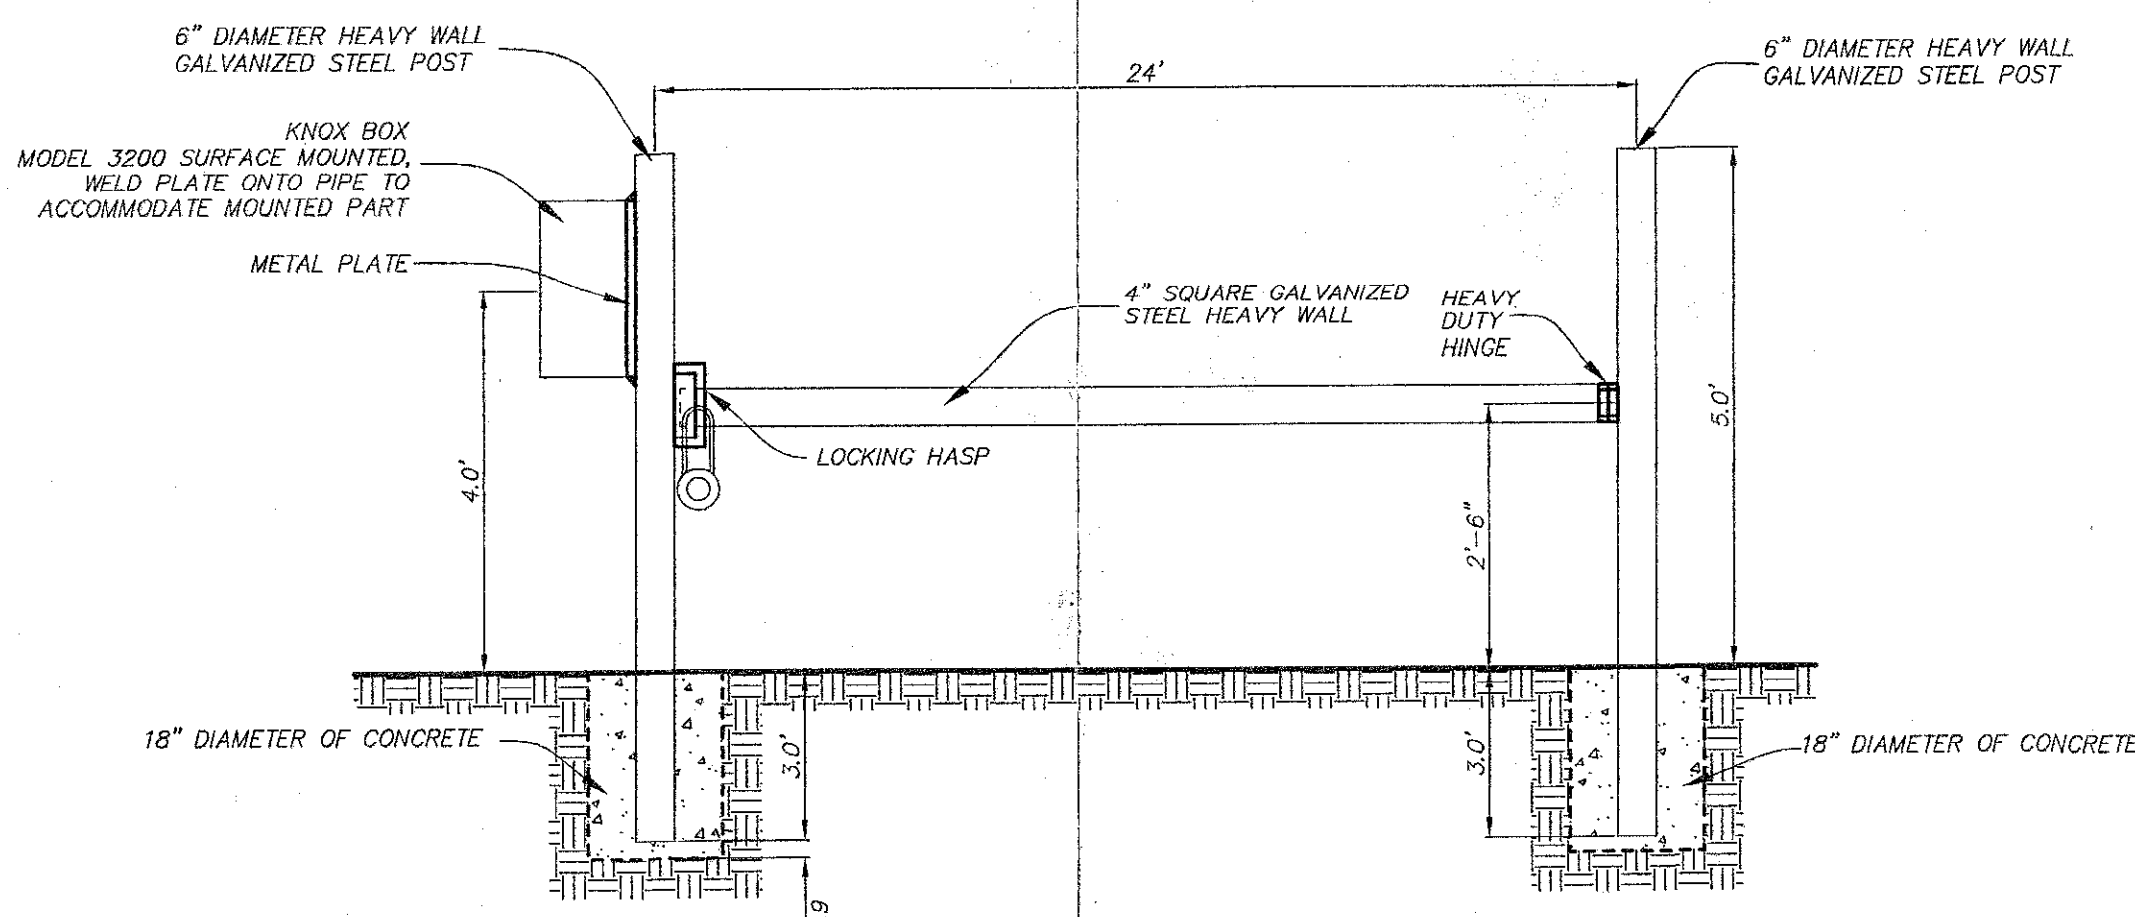 6" DIAMETER HEAVY WALL
GALVANIZED STEEL POST
24'
6" DIAMETER HEAVY WALL
GALVANIZED STEEL POST
KNOX BOX
MODEL 3200 SURFACE MOUNTED,
WELD PLATE ONTO PIPE TO
ACCOMMODATE MOUNTED PART
METAL PLATE
4" SQUARE GALVANIZED
STEEL HEAVY WALL
HEAVY
DUTY
HINGE
5.0'
4.0'
LOCKING HASP
2'-6"
18" DIAMETER OF CONCRETE
3.0'
3.0'
18" DIAMETER OF CONCRETE